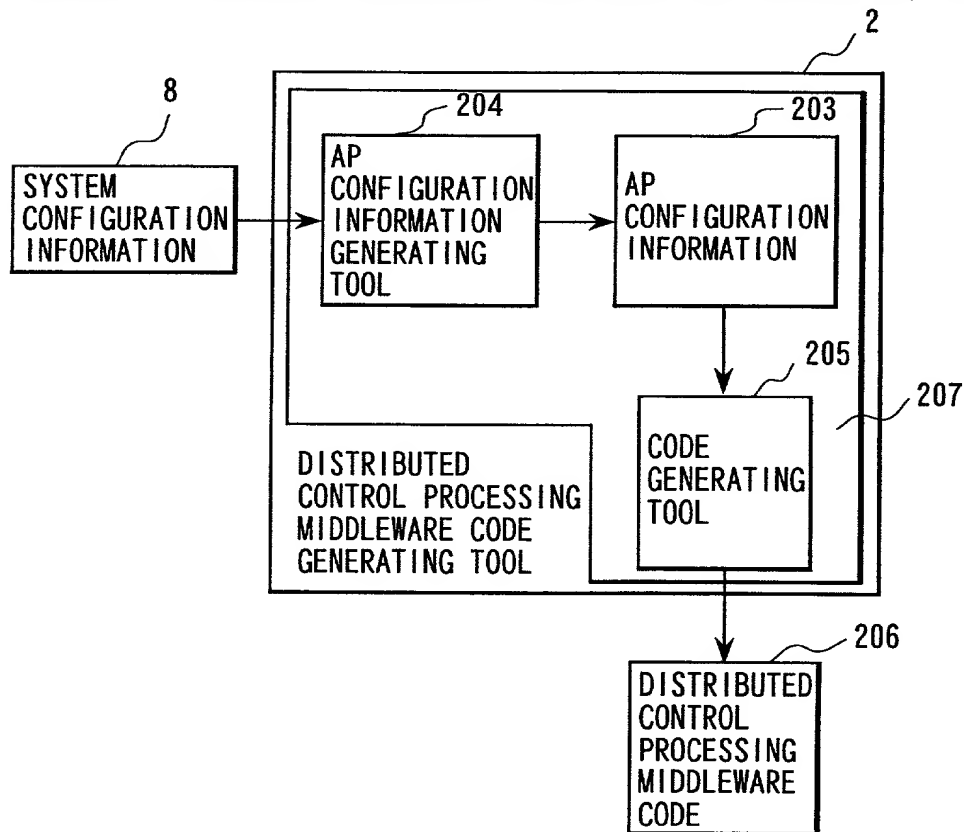 2
8
204
203
SYSTEM
CONFIGURATION
INFORMATION
AP
CONFIGURATION
INFORMATION
GENERATING
TOOL
AP
CONFIGURATION
INFORMATION
205
207
CODE
GENERATING
TOOL
DISTRIBUTED
CONTROL PROCESSING
MIDDLEWARE CODE
GENERATING TOOL
206
DISTRIBUTED
CONTROL
PROCESSING
MIDDLEWARE
CODE